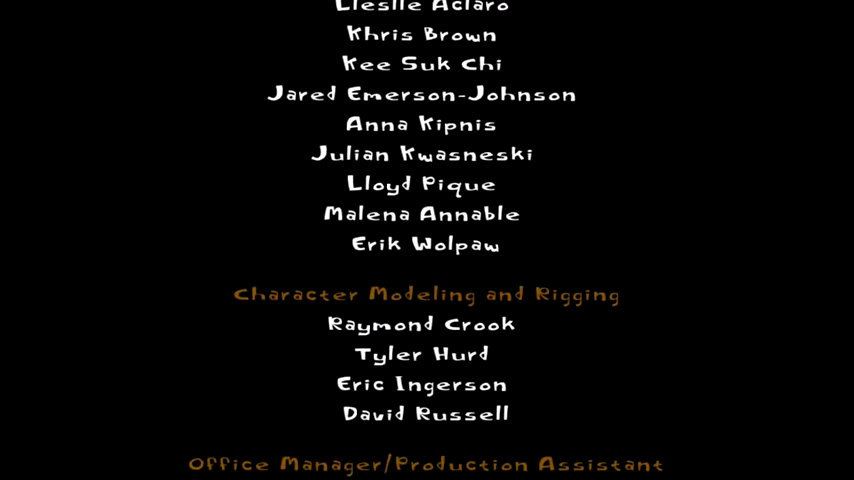 Lleslle Aclaro
Khris Brown
Kee Suk Chi
Jared Emerson-Johnson
Anna Kipnis
Julian Kwasneski
Lloyd Pique
Malena Annable
Erik Wolpaw
Character Modeling and Rigging
Raymond Crook
Tyler Hurd
Eric Ingerson
David Russell
Office Manager/Production Assistant